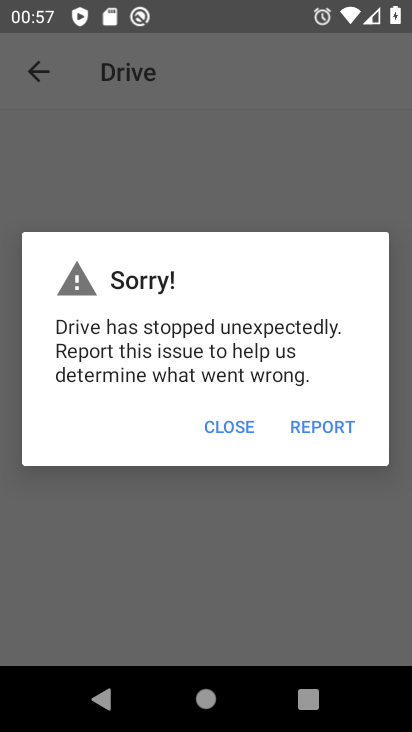 00:57
Drive
Sorry!
Drive has stopped unexpectedly.
Report this issue to help us
determine what went wrong.
CLOSE
REPORT